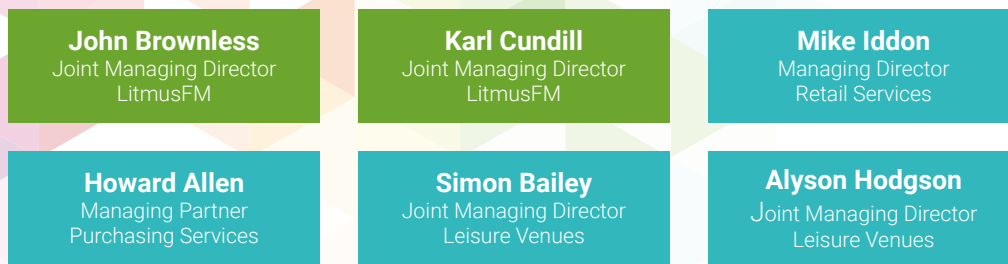 John Brownless
Joint Managing Director
LitmusFM
Karl Cundill
Joint Managing Director
LitmusFM
Mike Iddon
Managing Director
Retail Services
Howard Allen
Managing Partner
Purchasing Services
Simon Bailey
Joint Managing Director
Leisure Venues
Alyson Hodgson
Joint Managing Director
Leisure Venues